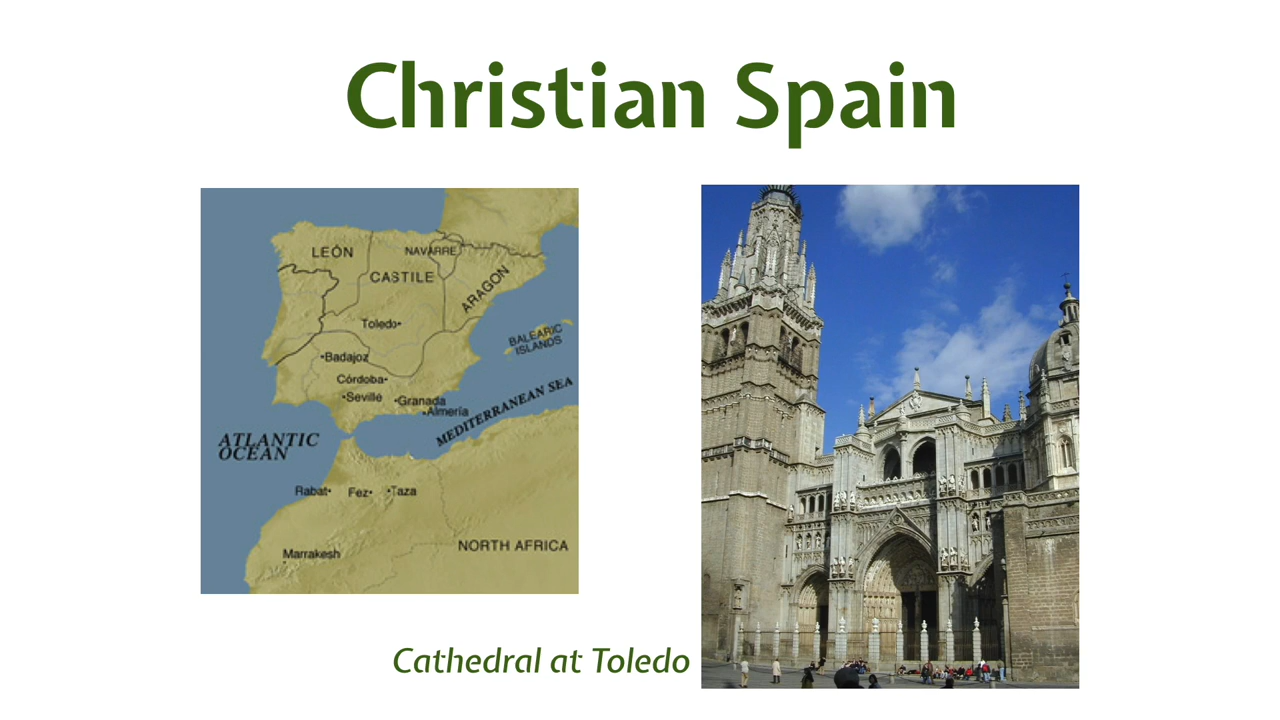 Christian Spain
LEÓN
NAVARRE
CASTILE
ARAGON
Toledo
BALEARIC
ISLANDS
Badajoz
Córdoba
Seville
Granada
Almería
MEDITERRANEAN SEA
ATLANTIC
OCEAN
Rabat
Fez
Taza
NORTH AFRICA
Marrakesh
Cathedral at Toledo